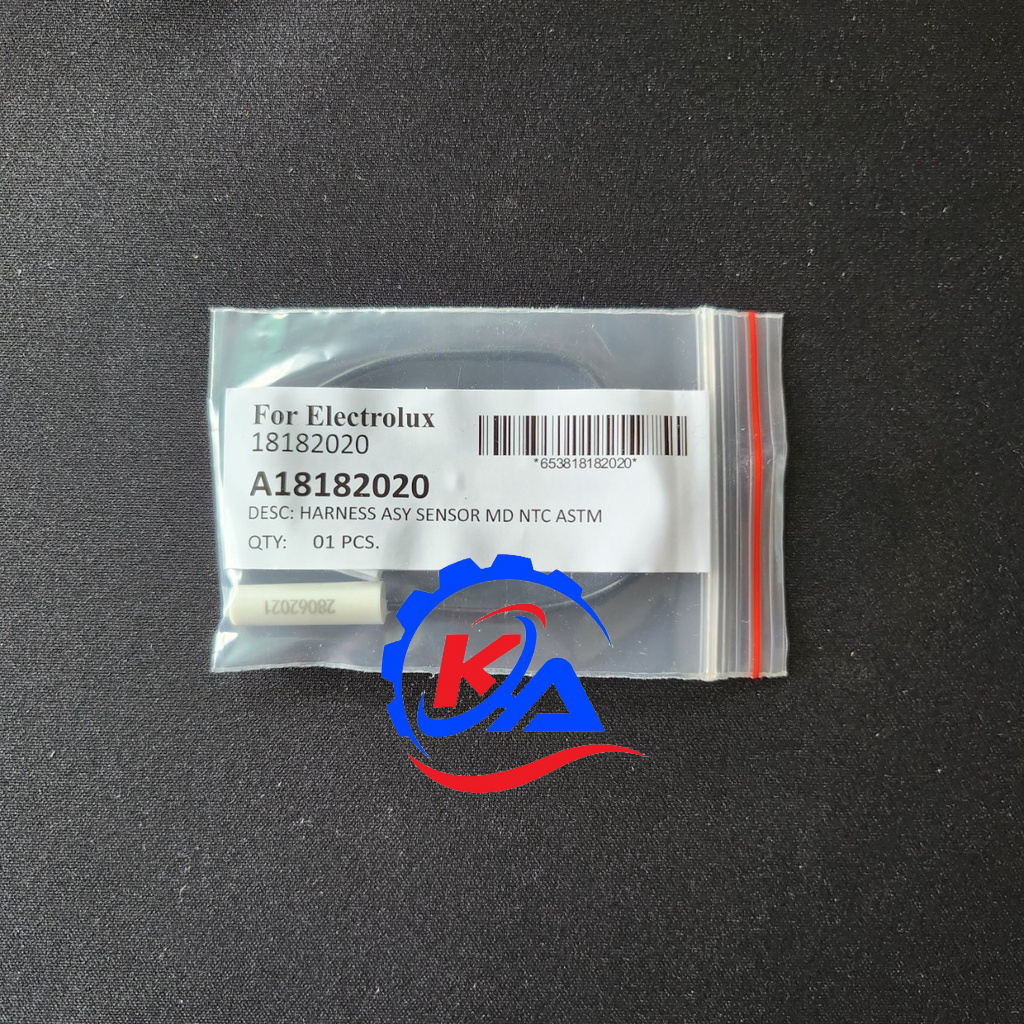 For Electrolux
18182020
*653818182020*
A18182020
DESC: HARNESS ASY SENSOR MD NTC ASTM
QTY: 01 PCS.
28062021
KA